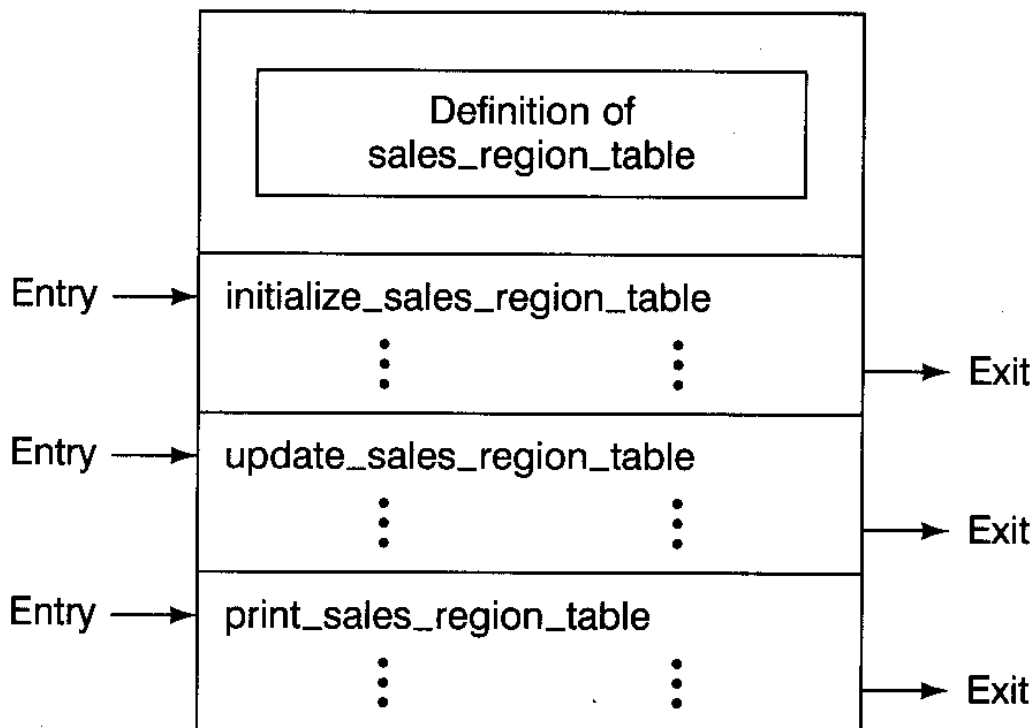 Definition of
sales_region_table
Entry
initialize_sales_region_table
Exit
Entry
update_sales_region_table
Exit
Entry
print_sales_region_table
Exit